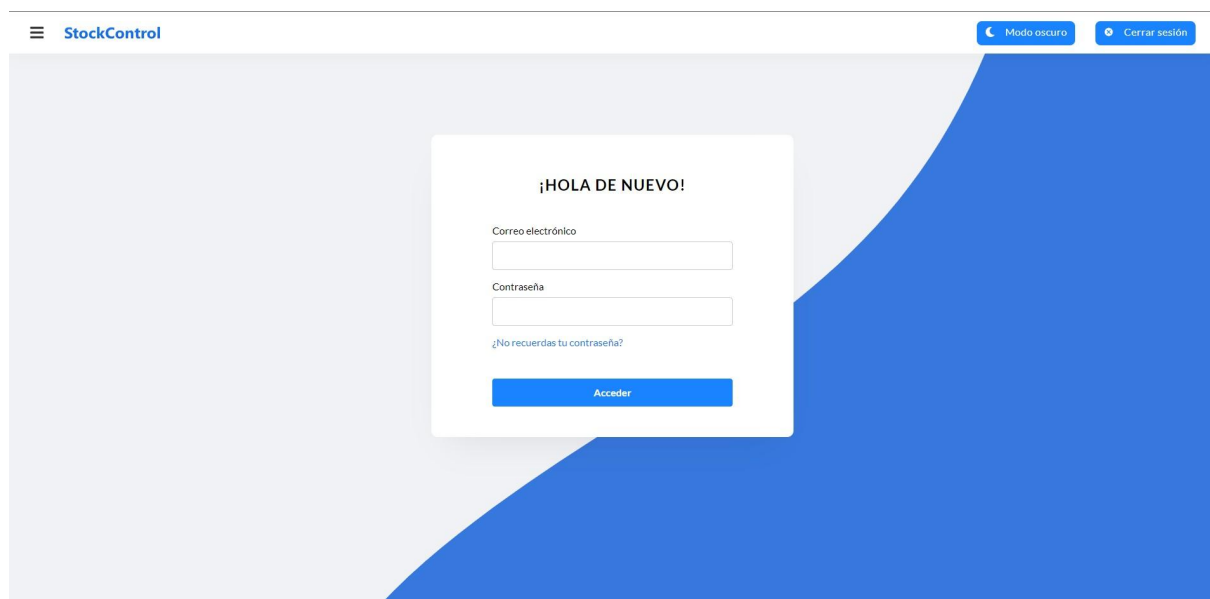 StockControl
Modo oscuro
Cerrar sesión
¡HOLA DE NUEVO!
Correo electrónico
Contraseña
¿No recuerdas tu contraseña?
Acceder